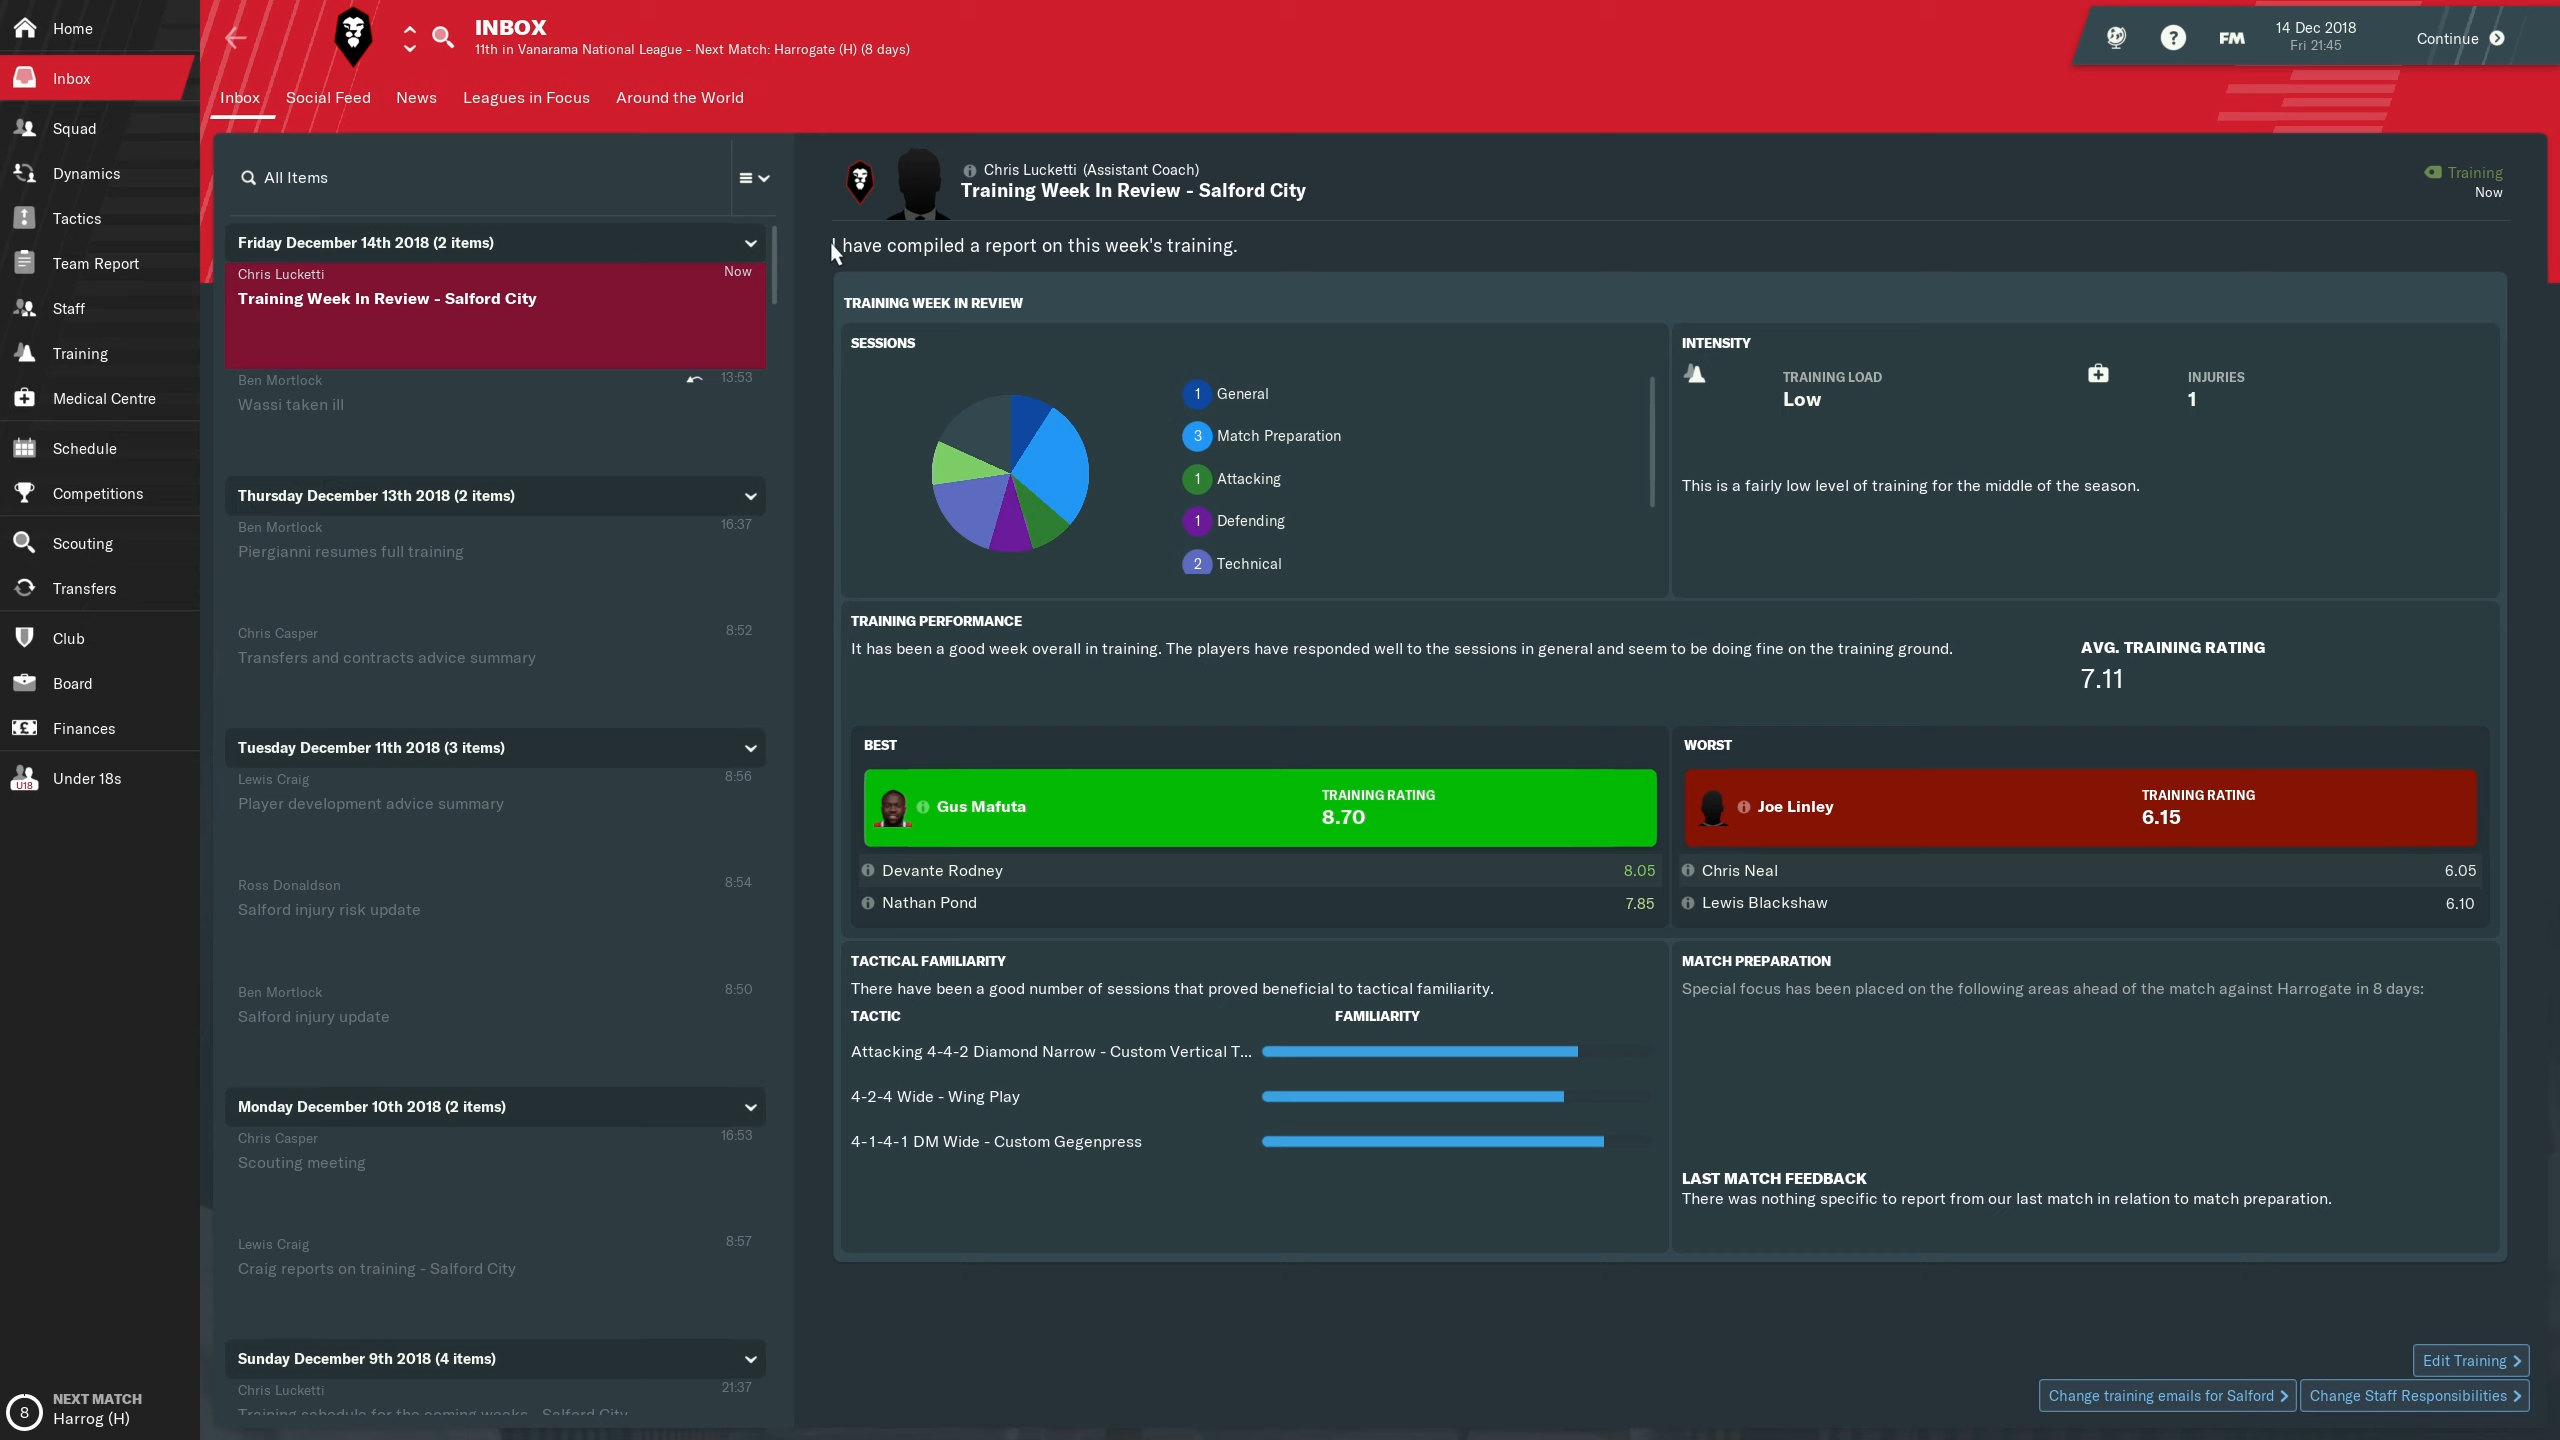 Home
Inbox
Squad
Dynamics
Tactics
Team Report
Staff
Training
Medical Centre
Schedule
Competitions
Scouting
Transfers
Club
Board
Finances
U18
Under 18s
8
NEXT MATCH
Harrog (H)
INBOX
11th in Vanarama National League - Next Match: Harrogate (H) (8 days)
?
FM
14 Dec 2018
Fri 21:45
Continue
Inbox
Social Feed
News
Leagues in Focus
Around the World
All Items
Friday December 14th 2018 (2 items)
Chris Lucketti
Now
Training Week In Review - Salford City
Ben Mortlock
13:53
Wassi taken ill
Thursday December 13th 2018 (2 items)
Ben Mortlock
16:37
Piergianni resumes full training
Chris Casper
8:52
Transfers and contracts advice summary
Tuesday December 11th 2018 (3 items)
Lewis Craig
8:56
Player development advice summary
Ross Donaldson
8:54
Salford injury risk update
Ben Mortlock
8:50
Salford injury update
Monday December 10th 2018 (2 items)
Chris Casper
16:53
Scouting meeting
Lewis Craig
8:57
Craig reports on training - Salford City
Sunday December 9th 2018 (4 items)
Chris Lucketti
21:37
Training schedule for the coming weeks - Salford City
Chris Lucketti (Assistant Coach)
Training Week In Review - Salford City
Training
Now
I have compiled a report on this week's training.
TRAINING WEEK IN REVIEW
SESSIONS
1 General
3 Match Preparation
1 Attacking
1 Defending
2 Technical
INTENSITY
TRAINING LOAD
Low
INJURIES
1
This is a fairly low level of training for the middle of the season.
TRAINING PERFORMANCE
It has been a good week overall in training. The players have responded well to the sessions in general and seem to be doing fine on the training ground.
AVG. TRAINING RATING
7.11
BEST
Gus Mafuta
TRAINING RATING
8.70
Devante Rodney 8.05
Nathan Pond 7.85
WORST
Joe Linley
TRAINING RATING
6.15
Chris Neal 6.05
Lewis Blackshaw 6.10
TACTICAL FAMILIARITY
There have been a good number of sessions that proved beneficial to tactical familiarity.
TACTIC FAMILIARITY
Attacking 4-4-2 Diamond Narrow - Custom Vertical T...
4-2-4 Wide - Wing Play
4-1-4-1 DM Wide - Custom Gegenpress
MATCH PREPARATION
Special focus has been placed on the following areas ahead of the match against Harrogate in 8 days:
LAST MATCH FEEDBACK
There was nothing specific to report from our last match in relation to match preparation.
Edit Training
Change training emails for Salford
Change Staff Responsibilities